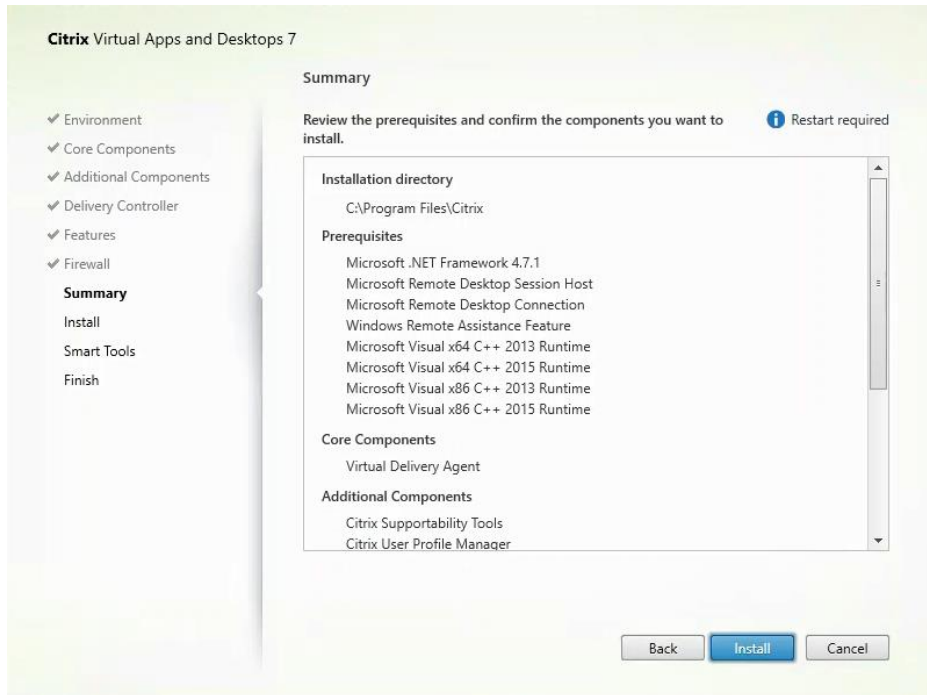 Citrix Virtual Apps and Desktops 7
Summary
Environment
Core Components
Additional Components
Delivery Controller
Features
Firewall
Summary
Install
Smart Tools
Finish
Review the prerequisites and confirm the components you want to
install.
Restart required
Installation directory
C:\Program Files\Citrix
Prerequisites
Microsoft .NET Framework 4.7.1
Microsoft Remote Desktop Session Host
Microsoft Remote Desktop Connection
Windows Remote Assistance Feature
Microsoft Visual x64 C++ 2013 Runtime
Microsoft Visual x64 C++ 2015 Runtime
Microsoft Visual x86 C++ 2013 Runtime
Microsoft Visual x86 C++ 2015 Runtime
Core Components
Virtual Delivery Agent
Additional Components
Citrix Supportability Tools
Citrix User Profile Manager
Back
Install
Cancel